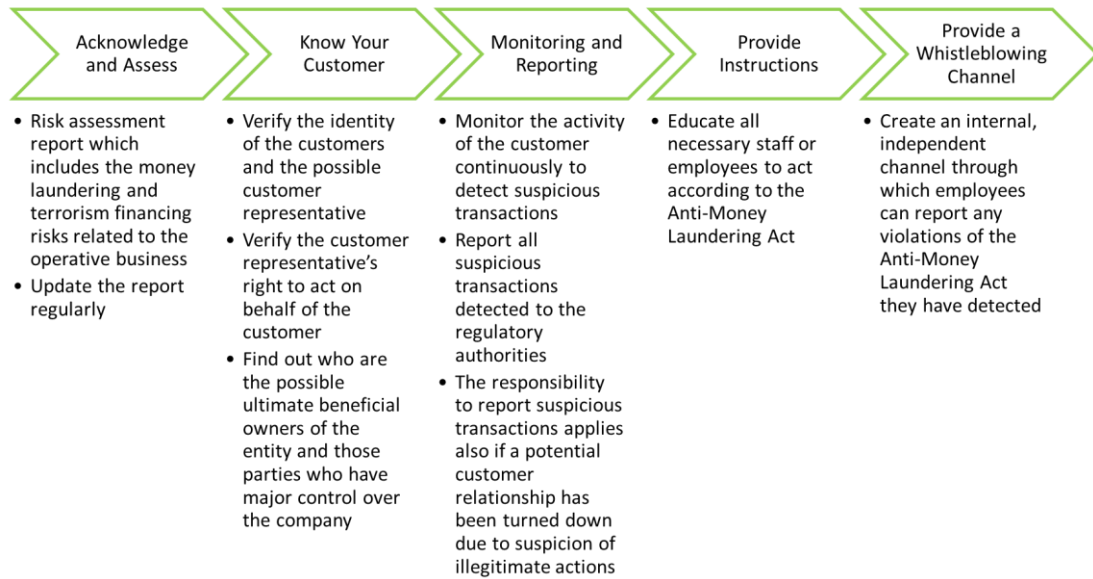 Acknowledge
and Assess
Know Your
Customer
Monitoring and
Reporting
Provide
Instructions
Provide a
Whistleblowing
Channel
• Risk assessment
report which
includes the money
laundering and
terrorism financing
risks related to the
operative business
• Update the report
regularly
• Verify the identity
of the customers
and the possible
customer
representative
• Verify the customer
representative's
right to act on
behalf of the
customer
• Find out who are
the possible
ultimate beneficial
owners of the
entity and those
parties who have
major control over
the company
• Monitor the activity
of the customer
continuously to
detect suspicious
transactions
• Report all
suspicious
transactions
detected to the
regulatory
authorities
• The responsibility
to report suspicious
transactions applies
also if a potential
customer
relationship has
been turned down
due to suspicion of
illegitimate actions
• Educate all
necessary staff or
employees to act
according to the
Anti-Money
Laundering Act
• Create an internal,
independent
channel through
which employees
can report any
violations of the
Anti-Money
Laundering Act
they have detected